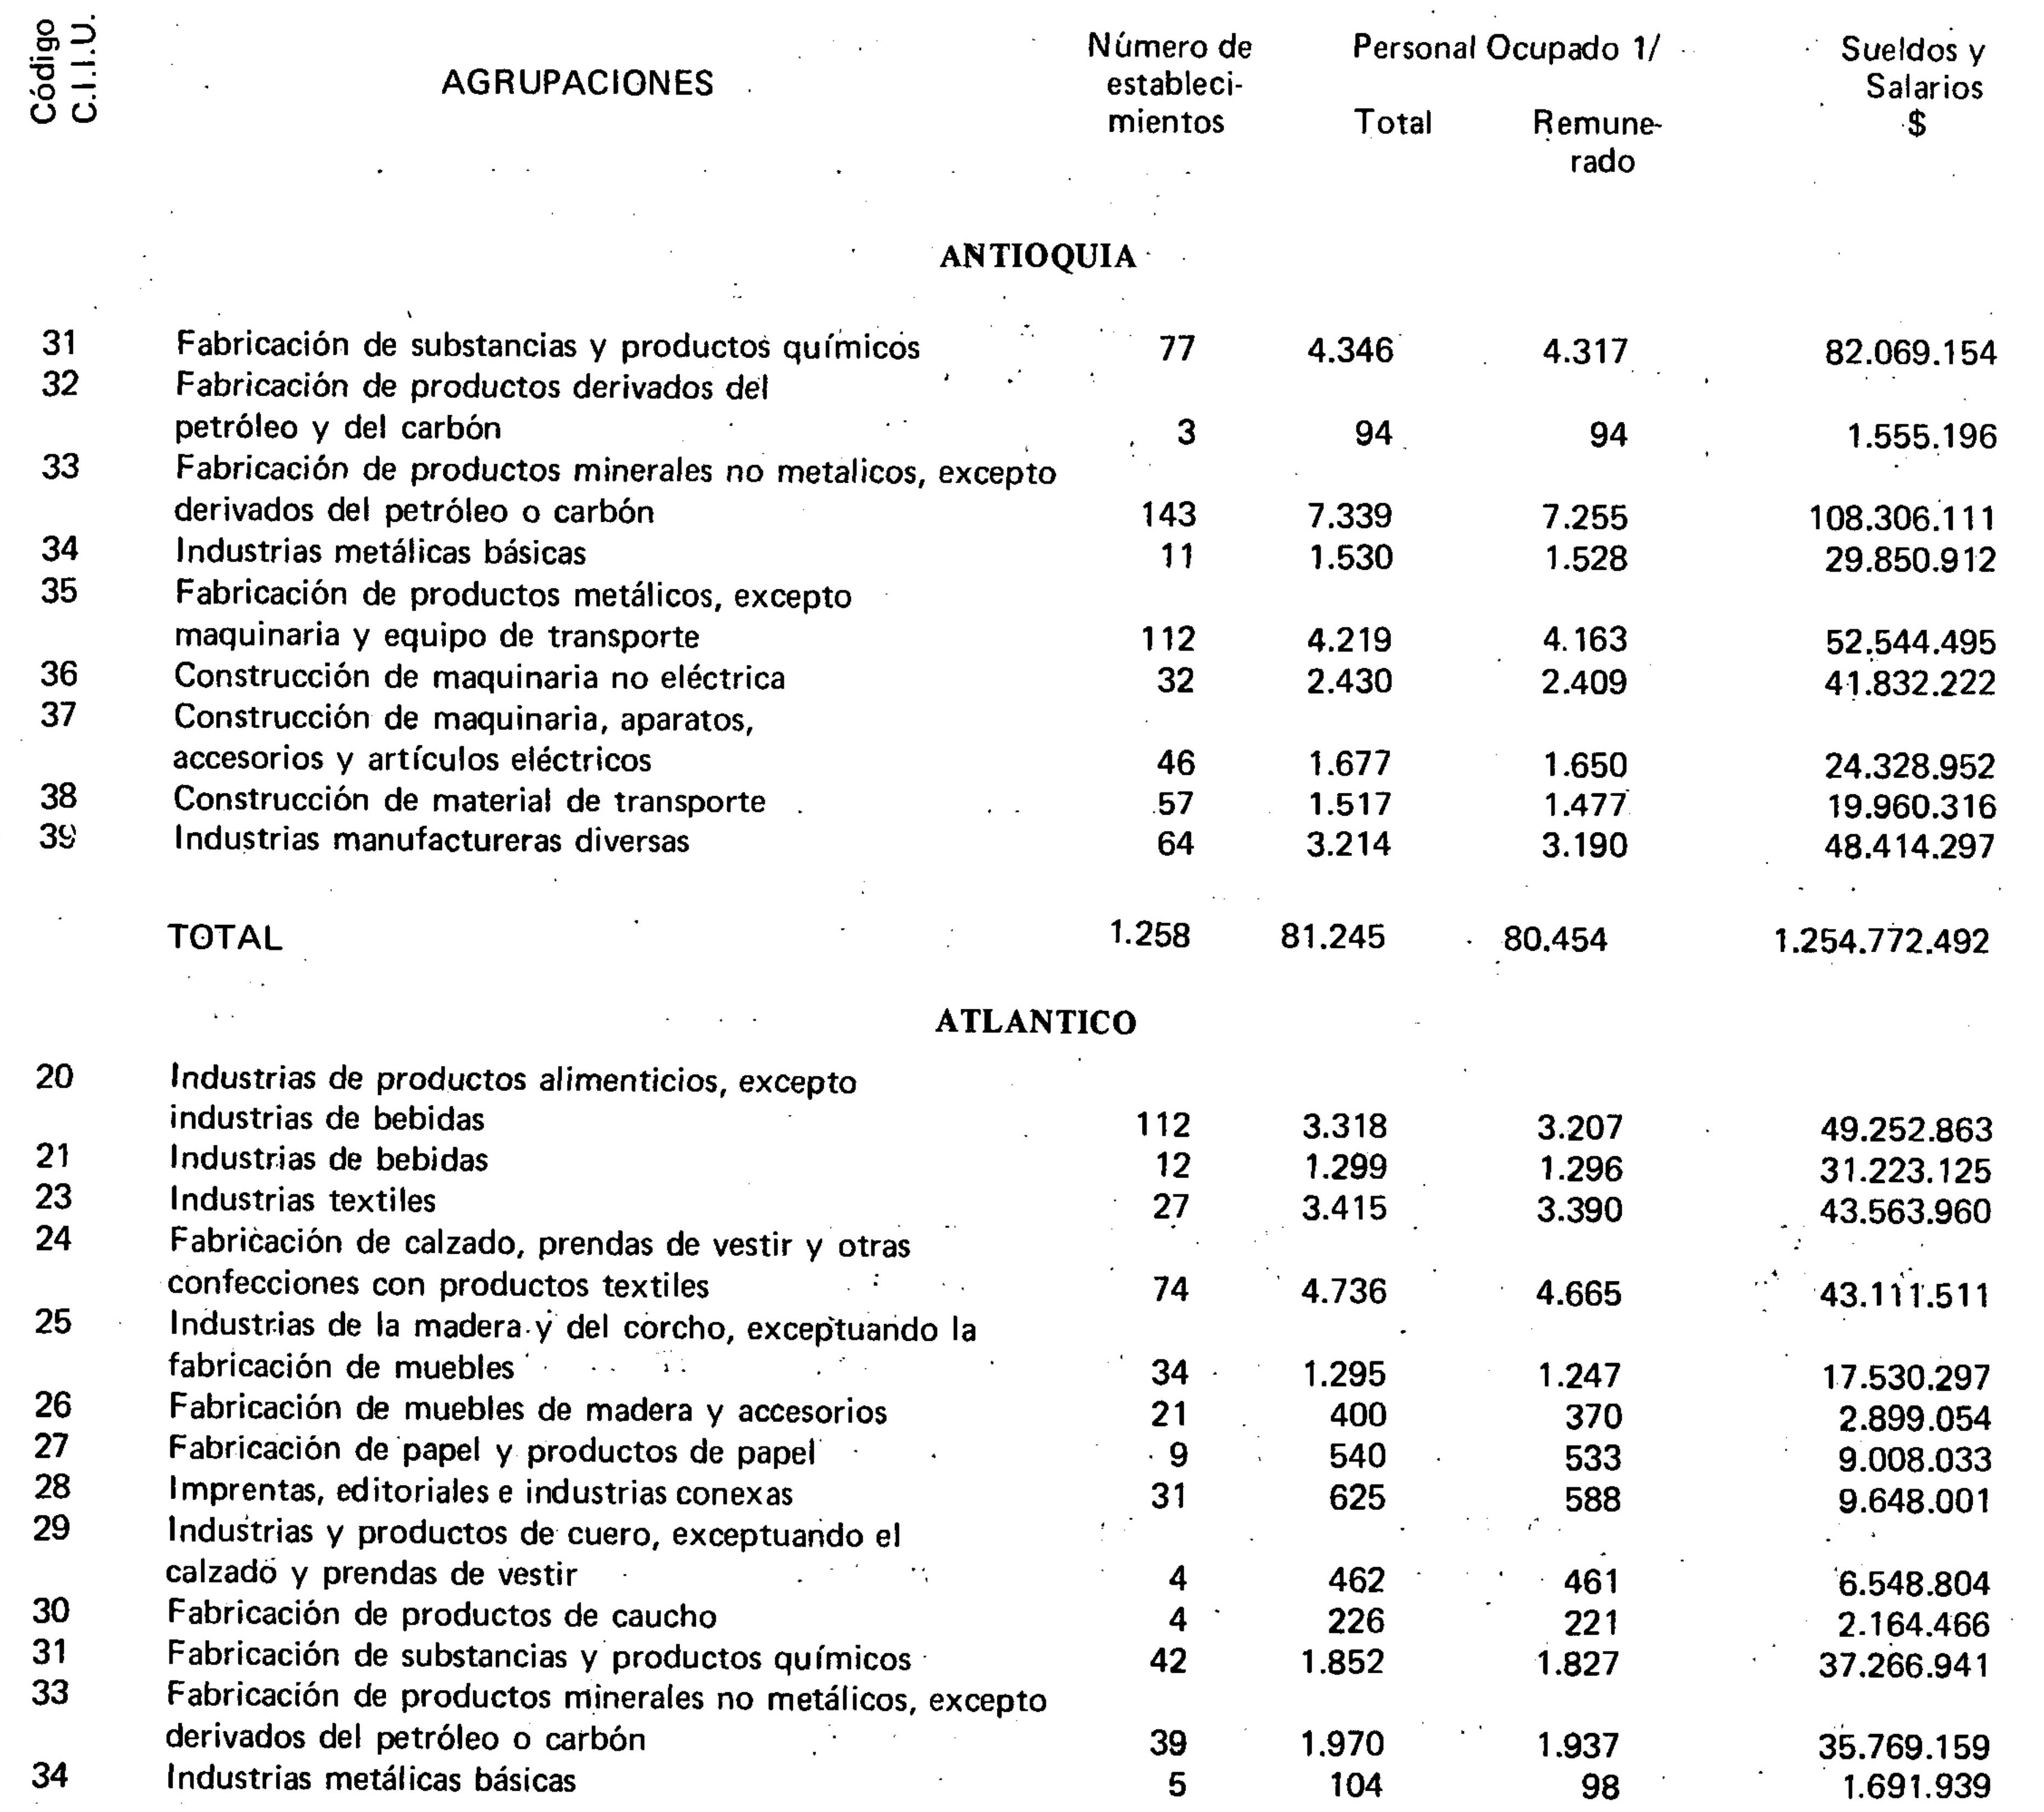 Código C.I.I.U. AGRUPACIONES Número de estableci- mientos Personal Ocupado 1/ Total Remune- rado Sueldos y Salarios $
ANTIOQUIA
31 Fabricación de substancias y productos químicos 77 4.346 4.317 82.069.154
32 Fabricación de productos derivados del
petróleo y del carbón 3 94 94 1.555.196
33 Fabricación de productos minerales no metalicos, excepto
derivados del petróleo o carbón 143 7.339 7.255 108.306.111
34 Industrias metálicas básicas 11 1.530 1.528 29.850.912
35 Fabricación de productos metálicos, excepto
maquinaria y equipo de transporte 112 4.219 4.163 52.544.495
36 Construcción de maquinaria no eléctrica 32 2.430 2.409 41.832.222
37 Construcción de maquinaria, aparatos,
accesorios y artículos eléctricos 46 1.677 1.650 24.328.952
38 Construcción de material de transporte 57 1.517 1.477 19.960.316
39 Industrias manufactureras diversas 64 3.214 3.190 48.414.297
TOTAL 1.258 81.245 80.454 1.254.772.492
ATLANTICO
20 Industrias de productos alimenticios, excepto
industrias de bebidas 112 3.318 3.207 49.252.863
21 Industrias de bebidas 12 1.299 1.296 31.223.125
23 Industrias textiles 27 3.415 3.390 43.563.960
24 Fabricación de calzado, prendas de vestir y otras
confecciones con productos textiles 74 4.736 4.665 43.111.511
25 Industrias de la madera y del corcho, exceptuando la
fabricación de muebles 34 1.295 1.247 17.530.297
26 Fabricación de muebles de madera y accesorios 21 400 370 2.899.054
27 Fabricación de papel y productos de papel 9 540 533 9.008.033
28 Imprentas, editoriales e industrias conexas 31 625 588 9.648.001
29 Industrias y productos de cuero, exceptuando el
calzado y prendas de vestir 4 462 461 6.548.804
30 Fabricación de productos de caucho 4 226 221 2.164.466
31 Fabricación de substancias y productos químicos 42 1.852 1.827 37.266.941
33 Fabricación de productos minerales no metálicos, excepto
derivados del petróleo o carbón 39 1.970 1.937 35.769.159
34 Industrias metálicas básicas 5 104 98 1.691.939